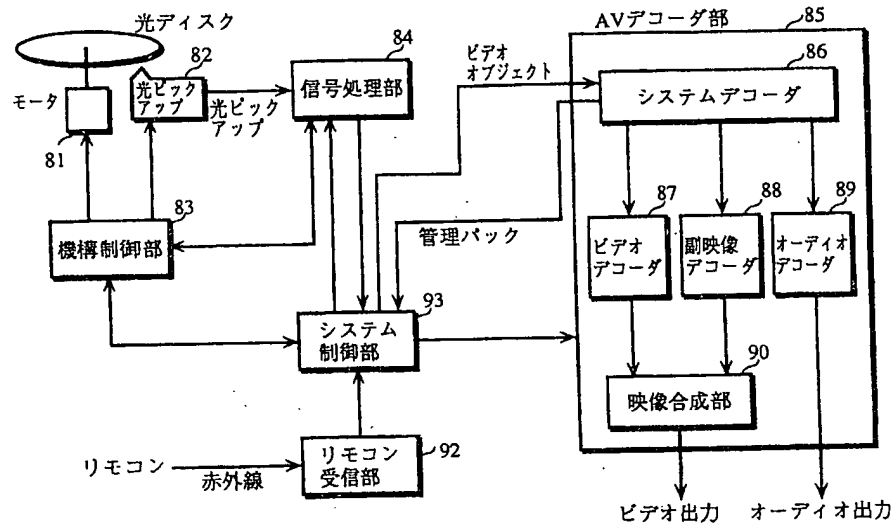 光ディスク
モータ
81
82
光ピック
アップ
光ピック
アップ
84
信号処理部
83
機構制御部
ビデオ
オブジェクト
管理パック
93
システム
制御部
リモコン
赤外線
リモコン
受信部
92
AVデコーダ部
85
86
システムデコーダ
87
ビデオ
デコーダ
88
副映像
デコーダ
89
オーディオ
デコーダ
90
映像合成部
ビデオ出力
オーディオ出力